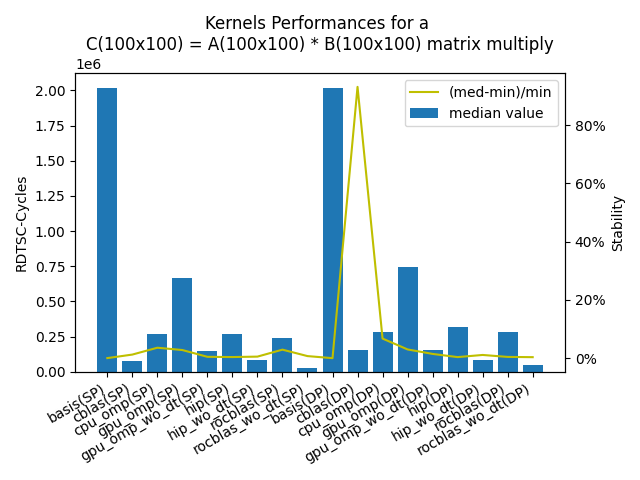 Kernels Performances for a
C(100x100) = A(100x100) * B(100x100) matrix multiply
1e6
(med-min)/min
median value
2.00
1.75
1.50
1.25
1.00
0.75
0.50
0.25
0.00
RDTSC-Cycles
80%
60%
40%
20%
0%
Stability
basis(SP)
cblas(SP)
cpu_omp(SP)
gpu_omp(SP)
gpu_omp_wo_dt(SP)
hip(SP)
hip_wo_dt(SP)
rocblas(SP)
rocblas_wo_dt(SP)
basis(DP)
cblas(DP)
cpu_omp(DP)
gpu_omp(DP)
gpu_omp_wo_dt(DP)
hip(DP)
hip_wo_dt(DP)
rocblas(DP)
rocblas_wo_dt(DP)